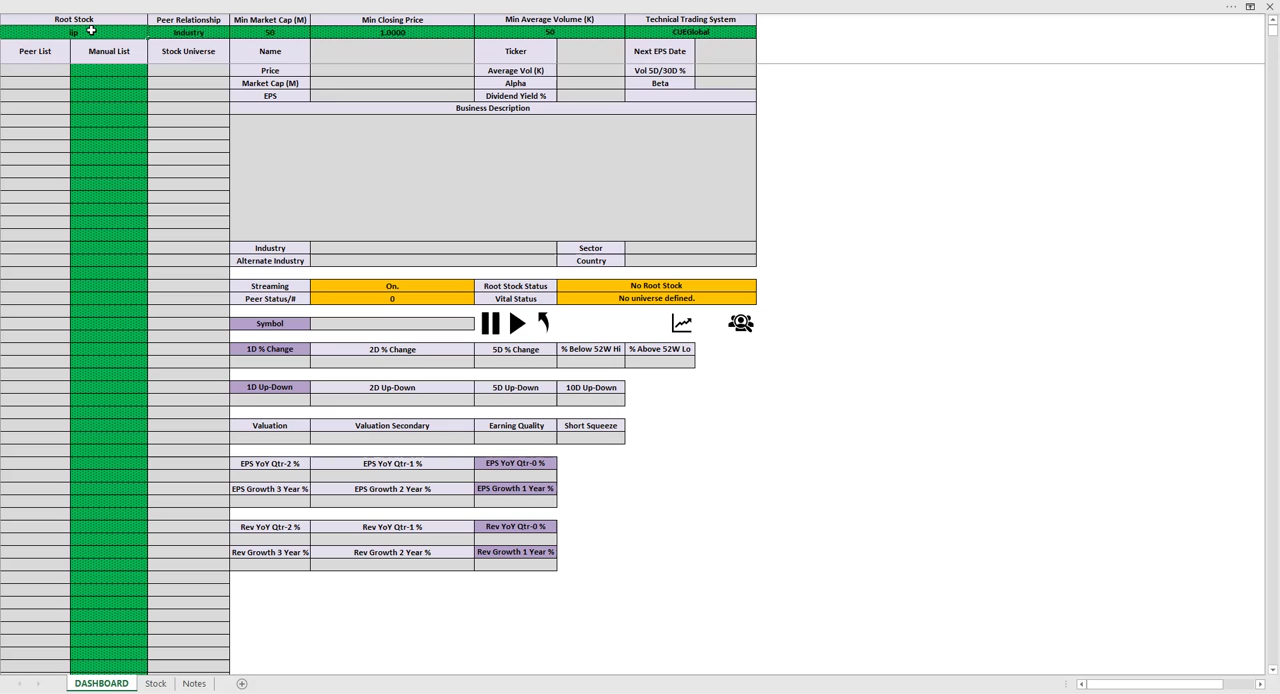 Root Stock Peer Relationship Min Market Cap (M) Min Closing Price Min Average Volume (K) Technical Trading System
iip Industry 50 1.0000 50 CUEGlobal
Peer List Manual List Stock Universe Name Ticker Next EPS Date
Price Average Vol (K) Vol 5D/30D %
Market Cap (M) Alpha Beta
EPS Dividend Yield %
Business Description
Industry Sector
Alternate Industry Country
Streaming On. Root Stock Status No Root Stock
Peer Status/# 0 Vital Status No universe defined.
Symbol
1D % Change 2D % Change 5D % Change % Below 52W Hi % Above 52W Lo
1D Up-Down 2D Up-Down 5D Up-Down 10D Up-Down
Valuation Valuation Secondary Earning Quality Short Squeeze
EPS YoY Qtr-2 % EPS YoY Qtr-1 % EPS YoY Qtr-0 %
EPS Growth 3 Year % EPS Growth 2 Year % EPS Growth 1 Year %
Rev YoY Qtr-2 % Rev YoY Qtr-1 % Rev YoY Qtr-0 %
Rev Growth 3 Year % Rev Growth 2 Year % Rev Growth 1 Year %
DASHBOARD Stock Notes